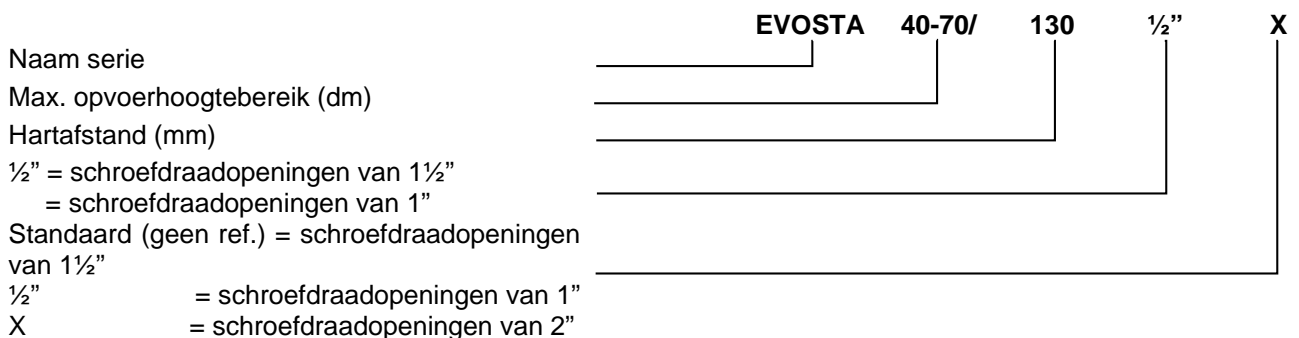 EVOSTA 40-70/ 130 ½” X
Naam serie
Max. opvoerhoogtebereik (dm)
Hartafstand (mm)
½” = schroefdraadopeningen van 1½”
= schroefdraadopeningen van 1”
Standaard (geen ref.) = schroefdraadopeningen
van 1½”
½” = schroefdraadopeningen van 1”
X = schroefdraadopeningen van 2”